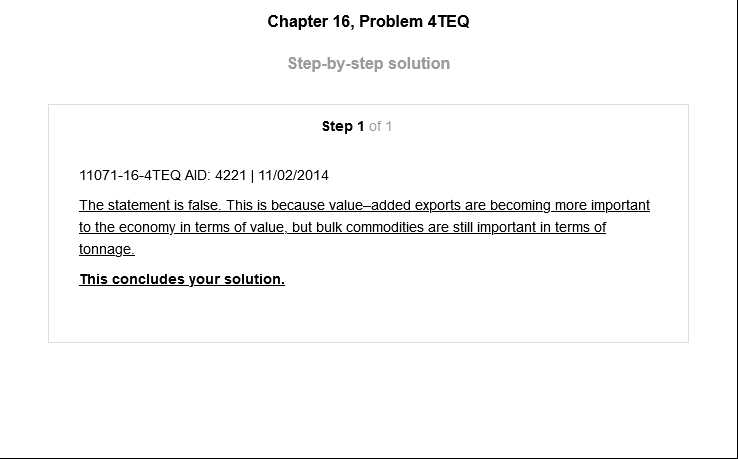 Chapter 16, Problem 4TEQ
Step-by-step solution
Step 1 of 1
11071-16-4TEQ AID: 4221 | 11/02/2014
The statement is false. This is because value–added exports are becoming more important
to the economy in terms of value, but bulk commodities are still important in terms of
tonnage.
This concludes your solution.